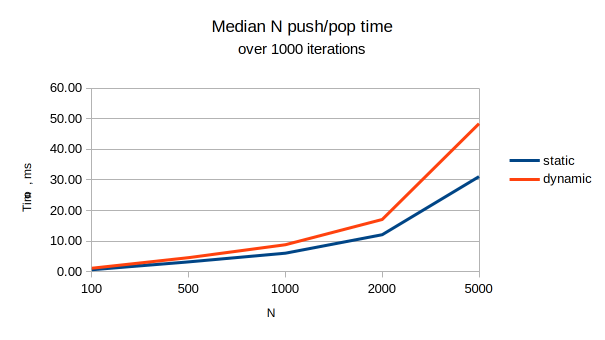 Median N push/pop time
over 1000 iterations
60.00
50.00
40.00
30.00
20.00
10.00
0.00
, ms
100 500 1000 2000 5000
N
static
dynamic